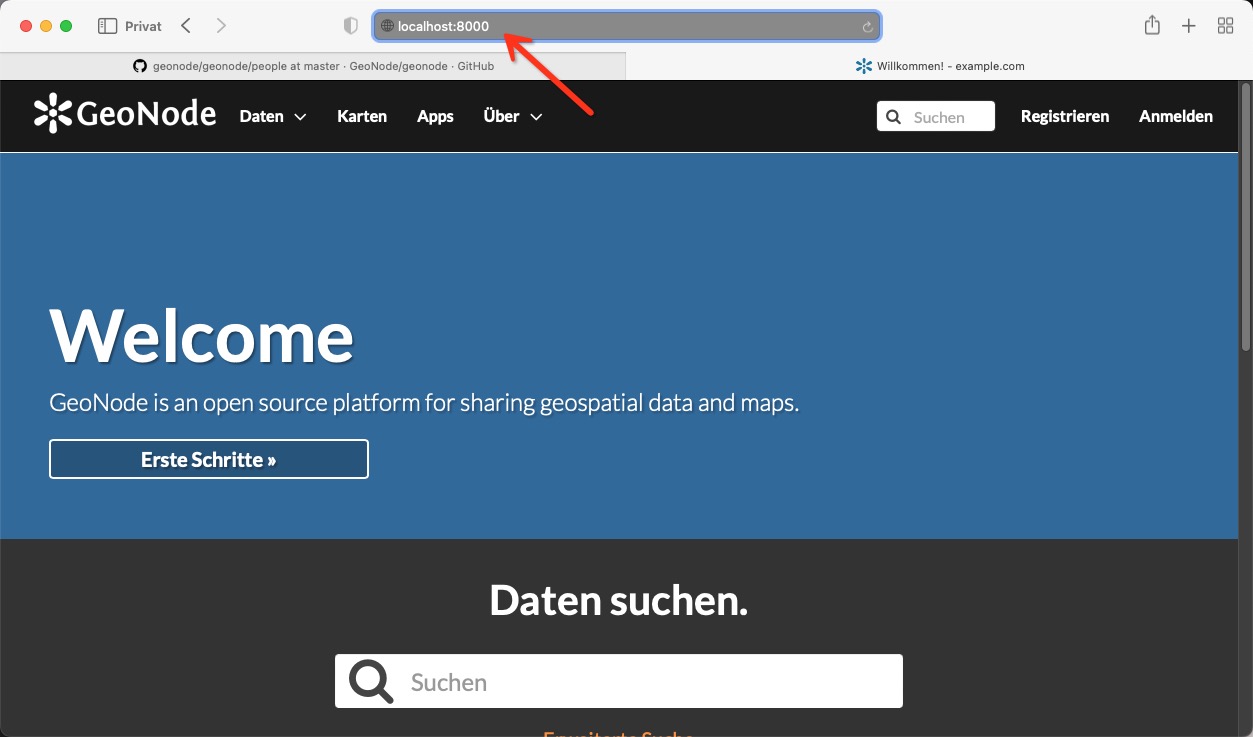 Privat
localhost:8000
geonode/geonode/people at master · GeoNode/geonode · GitHub
Willkommen! - example.com
GeoNode
Daten
Karten
Apps
Über
Suchen
Registrieren
Anmelden
Welcome
GeoNode is an open source platform for sharing geospatial data and maps.
Erste Schritte »
Daten suchen.
Suchen
Erweiterte Suche